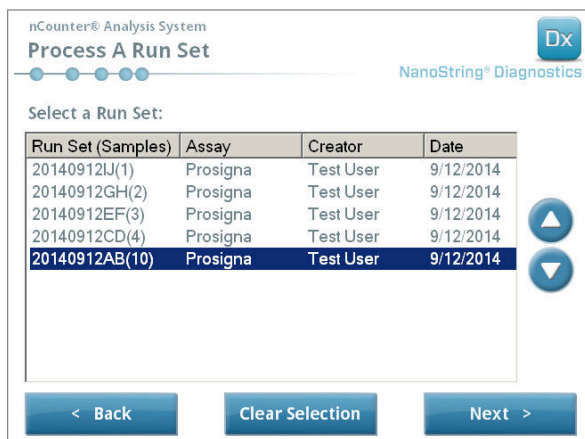 nCounter® Analysis System
Process A Run Set
Dx
NanoString® Diagnostics
Select a Run Set:
Run Set (Samples) Assay Creator Date
20140912IJ(1) Prosigna Test User 9/12/2014
20140912GH(2) Prosigna Test User 9/12/2014
20140912EF(3) Prosigna Test User 9/12/2014
20140912CD(4) Prosigna Test User 9/12/2014
20140912AB(10) Prosigna Test User 9/12/2014
< Back Clear Selection Next >